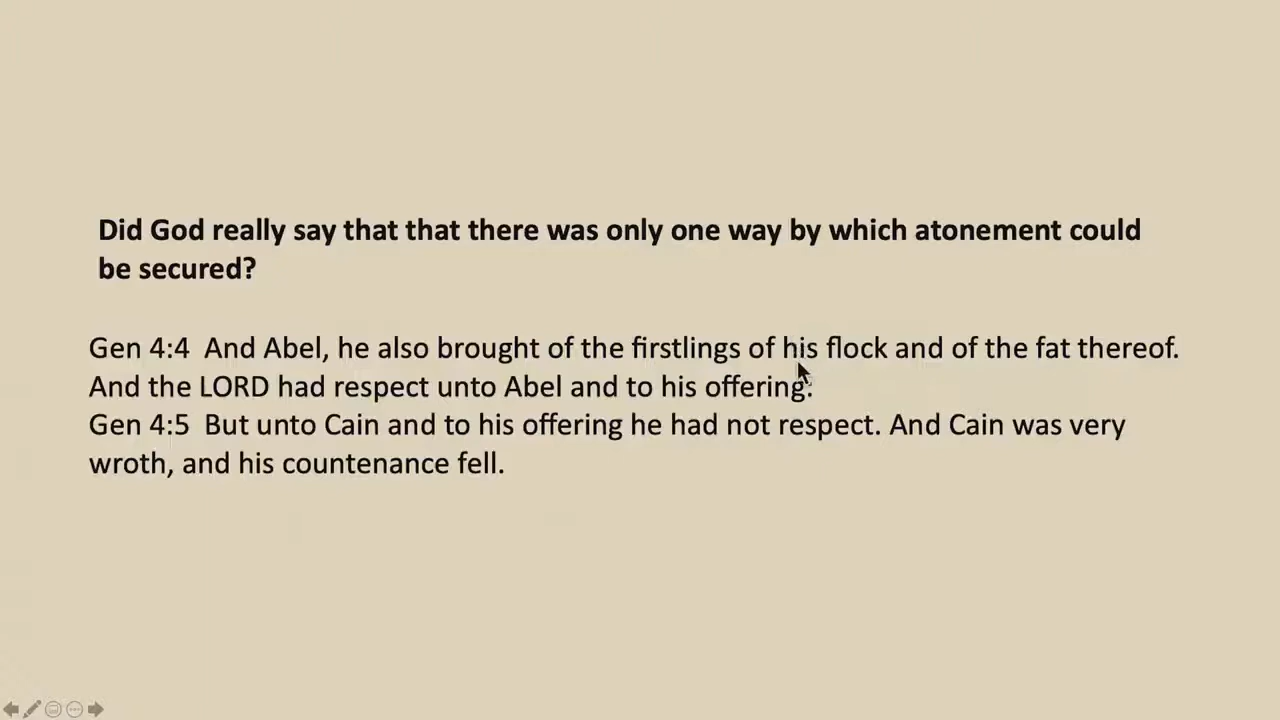 Did God really say that that there was only one way by which atonement could
be secured?
Gen 4:4  And Abel, he also brought of the firstlings of his flock and of the fat thereof.
And the LORD had respect unto Abel and to his offering:
Gen 4:5  But unto Cain and to his offering he had not respect. And Cain was very
wroth, and his countenance fell.